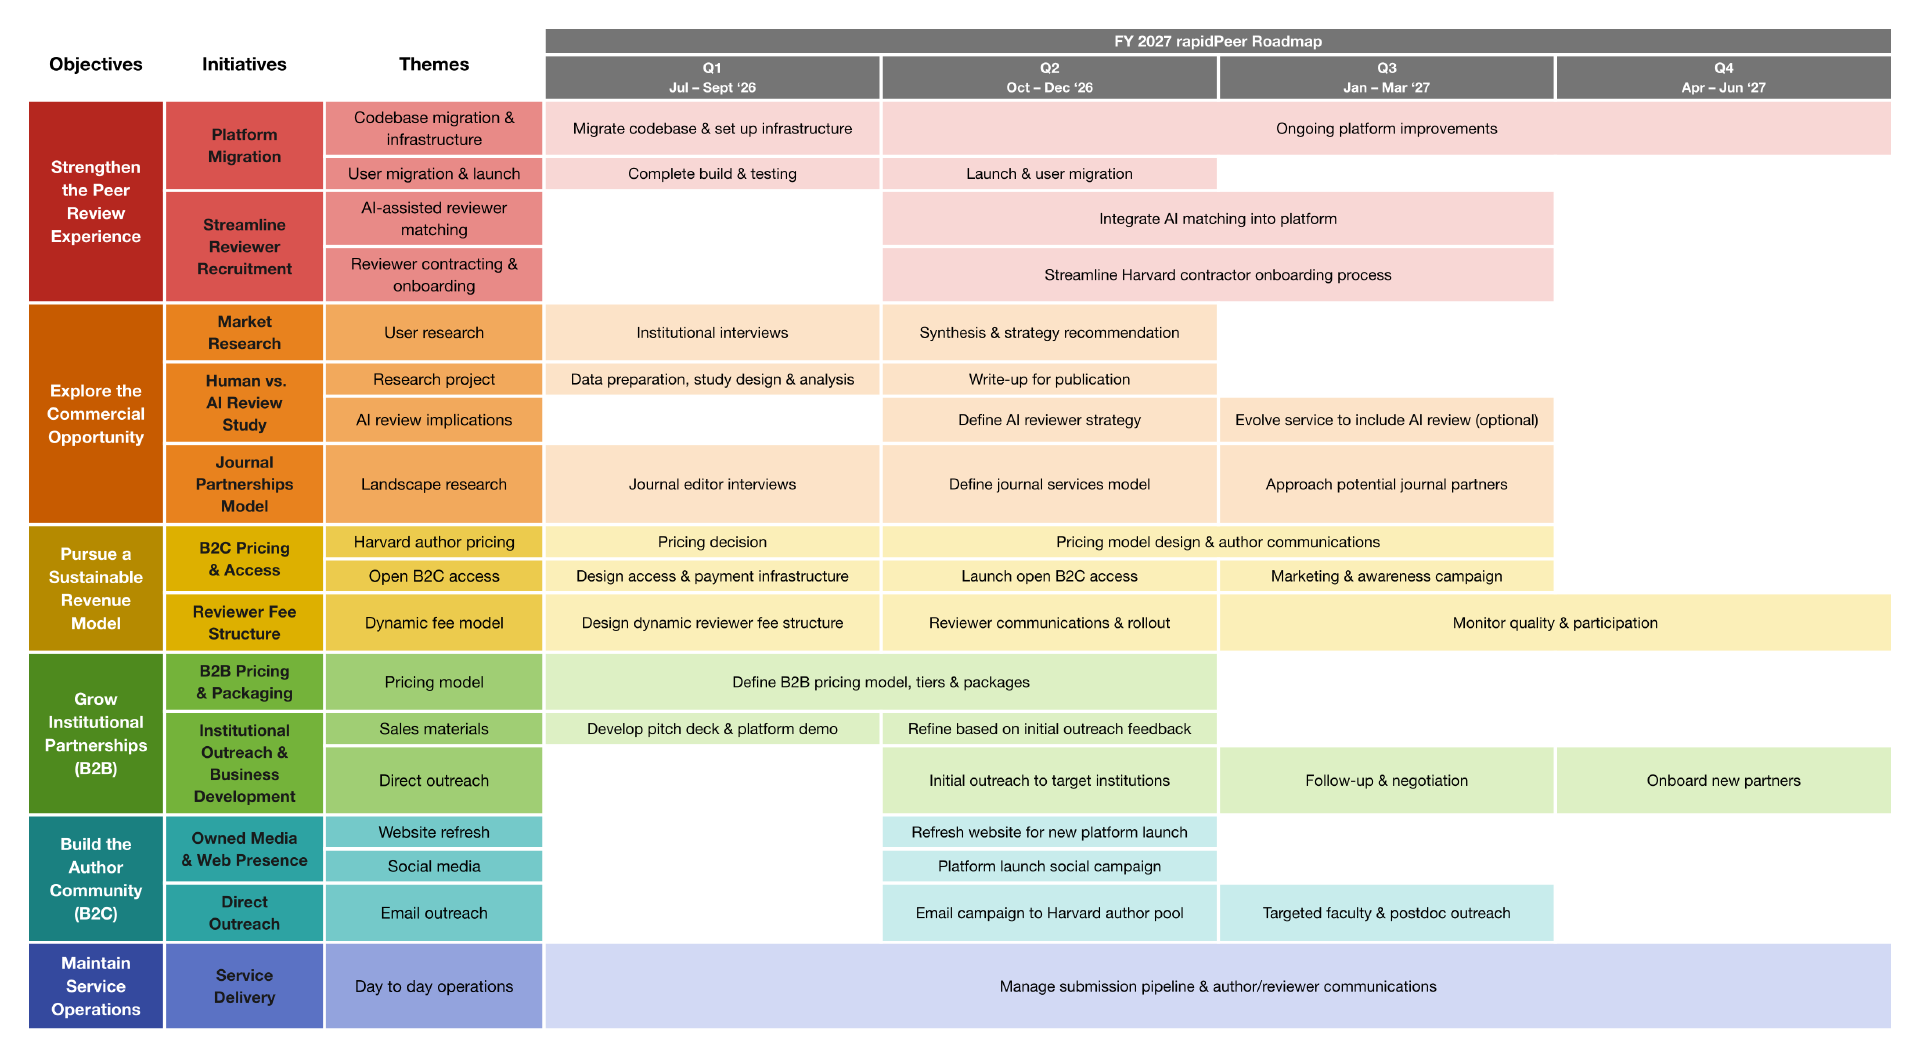 FY 2027 rapidPeer Roadmap
Objectives
Initiatives
Themes
Q1
Jul – Sept ‘26
Q2
Oct – Dec ‘26
Q3
Jan – Mar ‘27
Q4
Apr – Jun ‘27
Strengthen
the Peer
Review
Experience
Platform
Migration
Codebase migration &
infrastructure
Migrate codebase & set up infrastructure
Ongoing platform improvements
User migration & launch
Complete build & testing
Launch & user migration
Streamline
Reviewer
Recruitment
AI-assisted reviewer
matching
Integrate AI matching into platform
Reviewer contracting &
onboarding
Streamline Harvard contractor onboarding process
Explore the
Commercial
Opportunity
Market
Research
User research
Institutional interviews
Synthesis & strategy recommendation
Human vs.
AI Review
Study
Research project
Data preparation, study design & analysis
Write-up for publication
AI review implications
Define AI reviewer strategy
Evolve service to include AI review (optional)
Journal
Partnerships
Model
Landscape research
Journal editor interviews
Define journal services model
Approach potential journal partners
Pursue a
Sustainable
Revenue
Model
B2C Pricing
& Access
Harvard author pricing
Pricing decision
Pricing model design & author communications
Open B2C access
Design access & payment infrastructure
Launch open B2C access
Marketing & awareness campaign
Reviewer Fee
Structure
Dynamic fee model
Design dynamic reviewer fee structure
Reviewer communications & rollout
Monitor quality & participation
Grow
Institutional
Partnerships
(B2B)
B2B Pricing
& Packaging
Pricing model
Define B2B pricing model, tiers & packages
Institutional
Outreach &
Business
Development
Sales materials
Develop pitch deck & platform demo
Refine based on initial outreach feedback
Direct outreach
Initial outreach to target institutions
Follow-up & negotiation
Onboard new partners
Build the
Author
Community
(B2C)
Owned Media
& Web Presence
Website refresh
Refresh website for new platform launch
Social media
Platform launch social campaign
Direct
Outreach
Email outreach
Email campaign to Harvard author pool
Targeted faculty & postdoc outreach
Maintain
Service
Operations
Service
Delivery
Day to day operations
Manage submission pipeline & author/reviewer communications